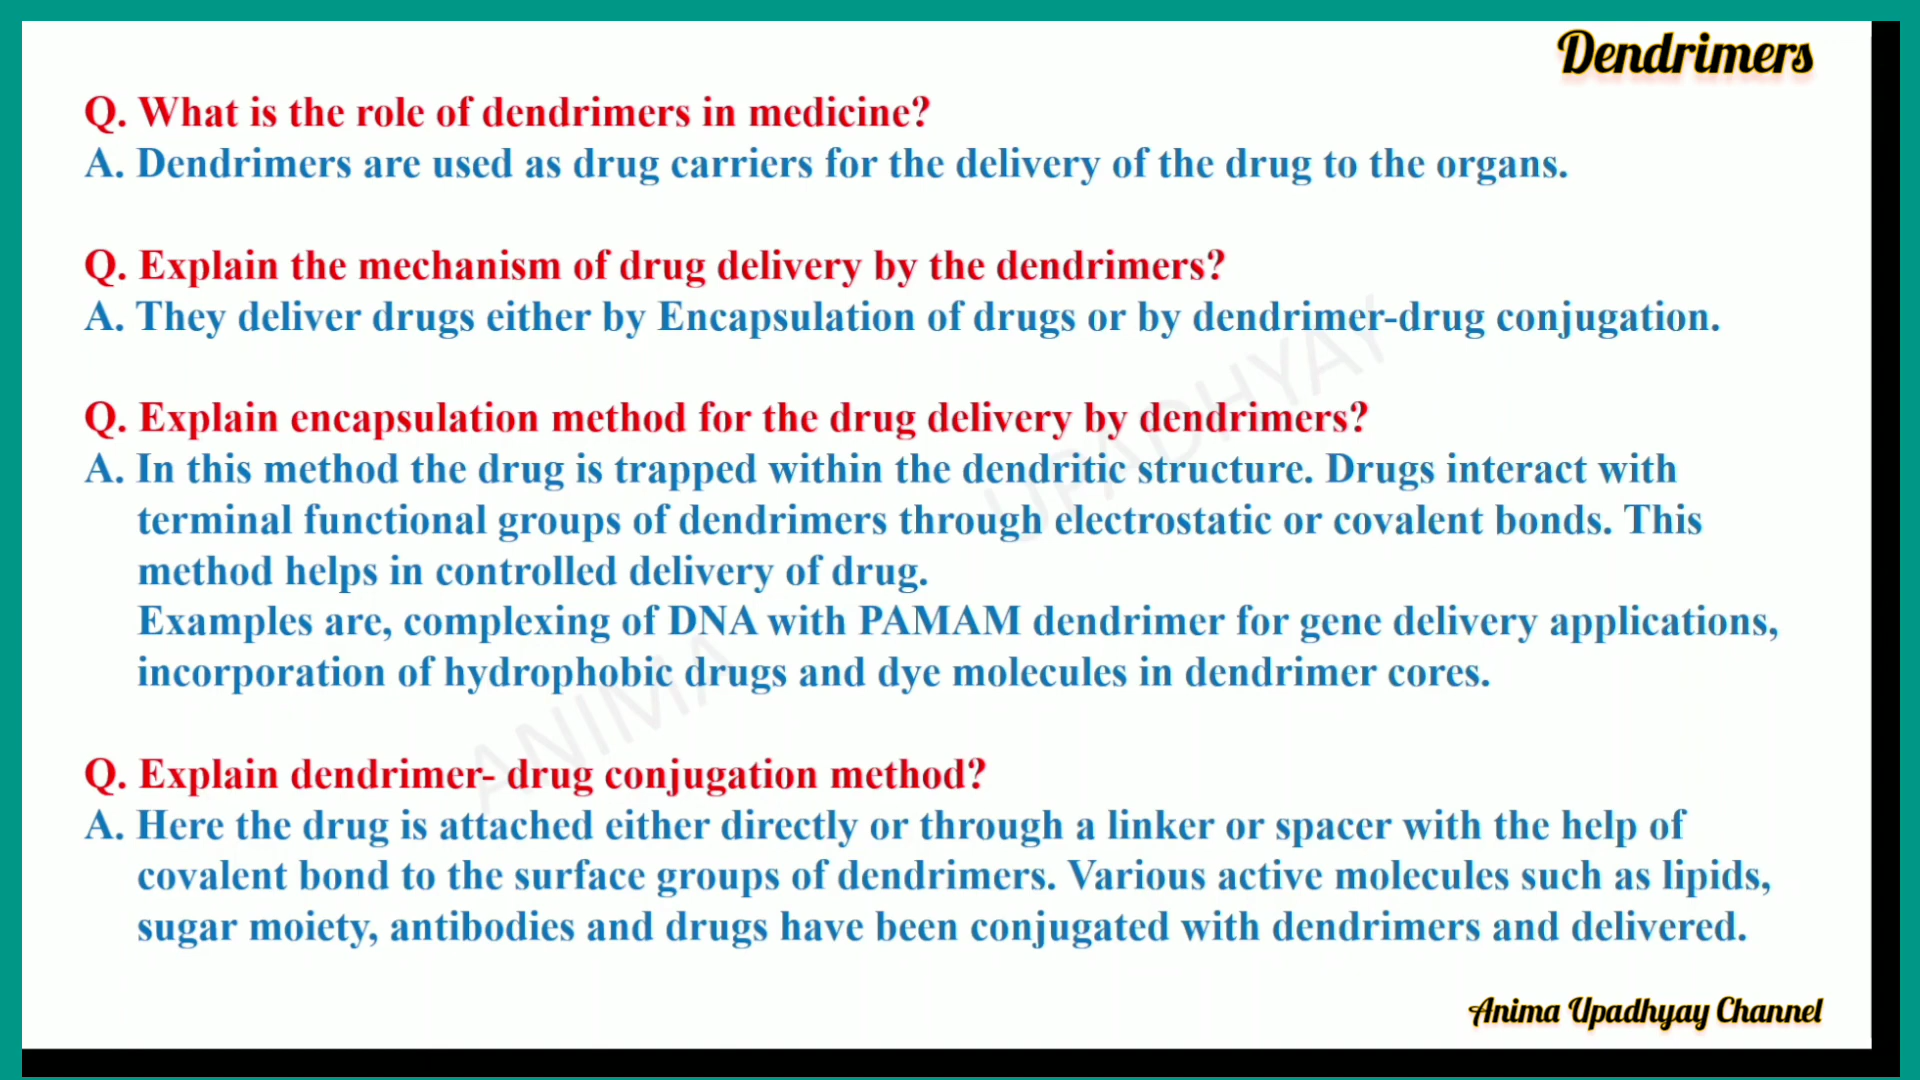 Dendrimers
Q. What is the role of dendrimers in medicine?
A. Dendrimers are used as drug carriers for the delivery of the drug to the organs.
Q. Explain the mechanism of drug delivery by the dendrimers?
A. They deliver drugs either by Encapsulation of drugs or by dendrimer-drug conjugation.
Q. Explain encapsulation method for the drug delivery by dendrimers?
A. In this method the drug is trapped within the dendritic structure. Drugs interact with
terminal functional groups of dendrimers through electrostatic or covalent bonds. This
method helps in controlled delivery of drug.
Examples are, complexing of DNA with PAMAM dendrimer for gene delivery applications,
incorporation of hydrophobic drugs and dye molecules in dendrimer cores.
Q. Explain dendrimer- drug conjugation method?
A. Here the drug is attached either directly or through a linker or spacer with the help of
covalent bond to the surface groups of dendrimers. Various active molecules such as lipids,
sugar moiety, antibodies and drugs have been conjugated with dendrimers and delivered.
ANIMA UPADHYAY
Anima Upadhyay Channel